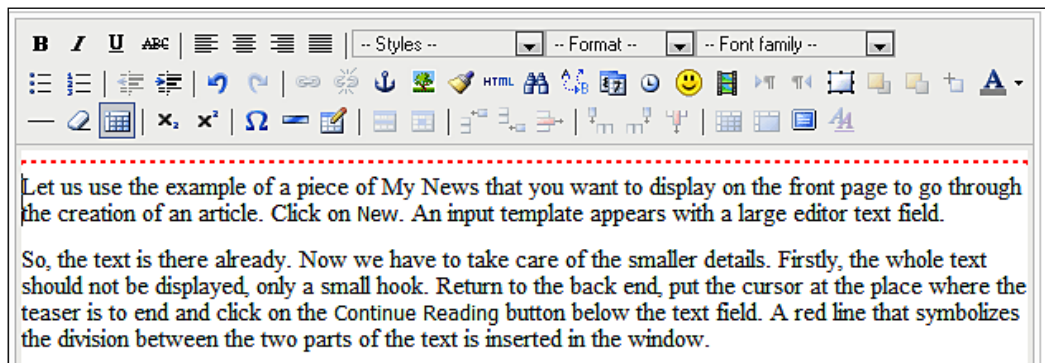 B I U ABC -- Styles -- -- Format -- -- Font family --
HTML A
x₂ x² Ω
Let us use the example of a piece of My News that you want to display on the front page to go through
the creation of an article. Click on New. An input template appears with a large editor text field.
So, the text is there already. Now we have to take care of the smaller details. Firstly, the whole text
should not be displayed, only a small hook. Return to the back end, put the cursor at the place where the
teaser is to end and click on the Continue Reading button below the text field. A red line that symbolizes
the division between the two parts of the text is inserted in the window.